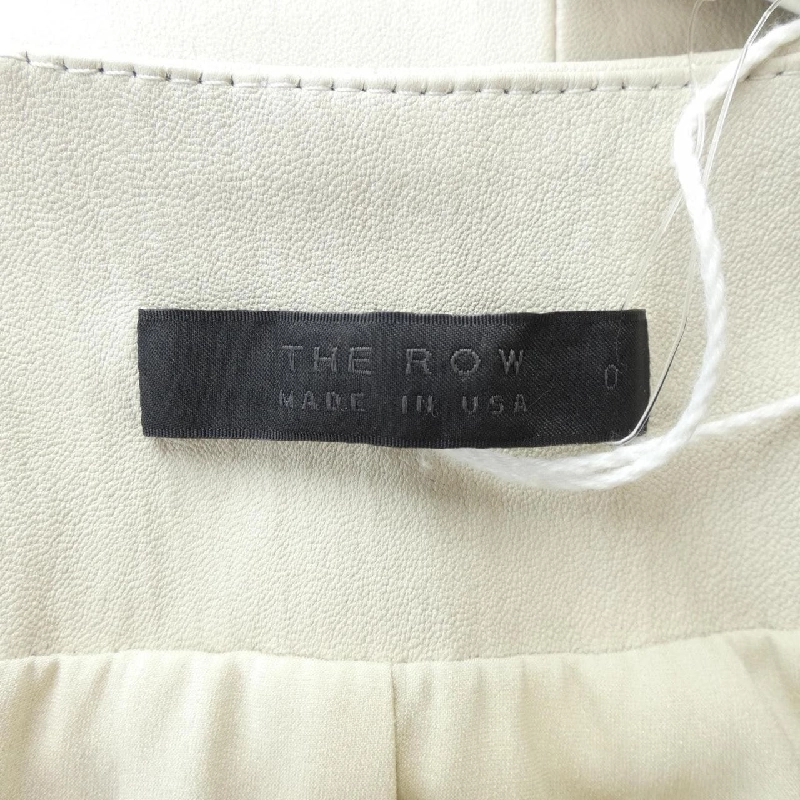 THE ROW
0
MADE IN USA